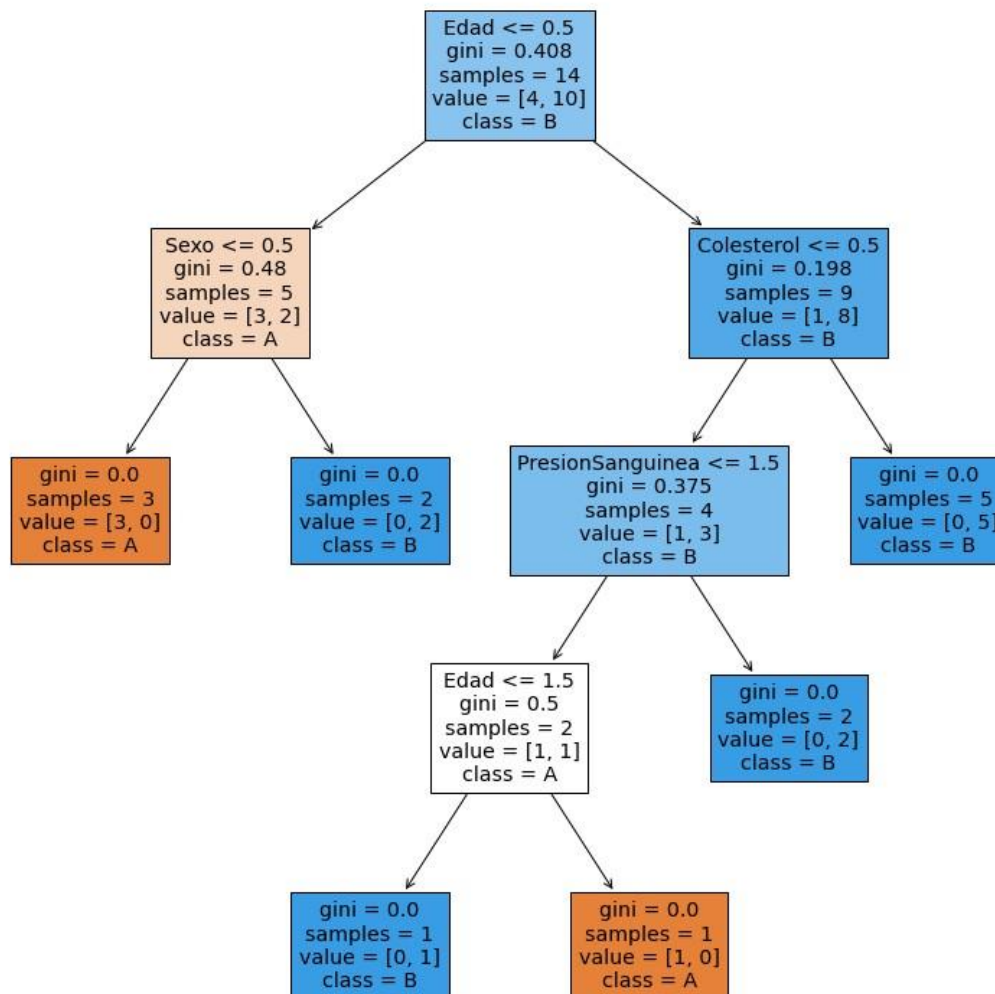 Edad <= 0.5
gini = 0.408
samples = 14
value = [4, 10]
class = B
Sexo <= 0.5
gini = 0.48
samples = 5
value = [3, 2]
class = A
Colesterol <= 0.5
gini = 0.198
samples = 9
value = [1, 8]
class = B
gini = 0.0
samples = 3
value = [3, 0]
class = A
gini = 0.0
samples = 2
value = [0, 2]
class = B
PresionSanguinea <= 1.5
gini = 0.375
samples = 4
value = [1, 3]
class = B
gini = 0.0
samples = 5
value = [0, 5]
class = B
Edad <= 1.5
gini = 0.5
samples = 2
value = [1, 1]
class = A
gini = 0.0
samples = 2
value = [0, 2]
class = B
gini = 0.0
samples = 1
value = [0, 1]
class = B
gini = 0.0
samples = 1
value = [1, 0]
class = A